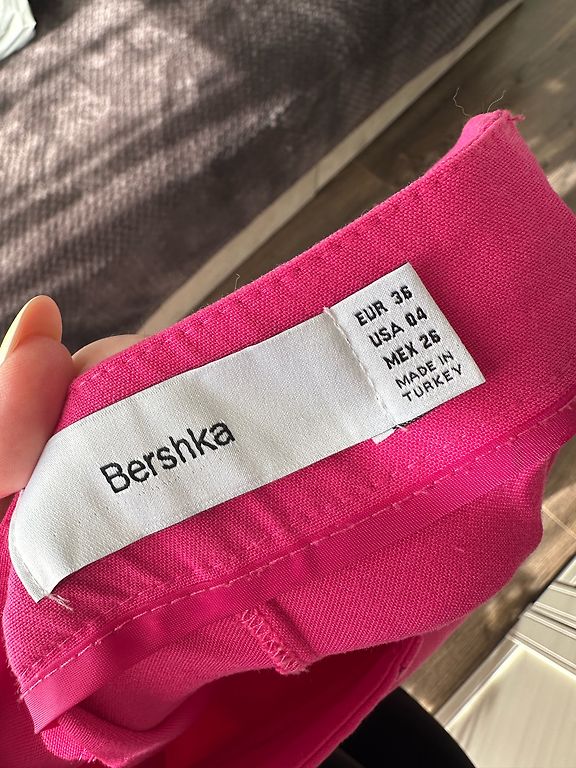 Bershka
EUR 36
USA 04
MEX 26
MADE IN
TURKEY